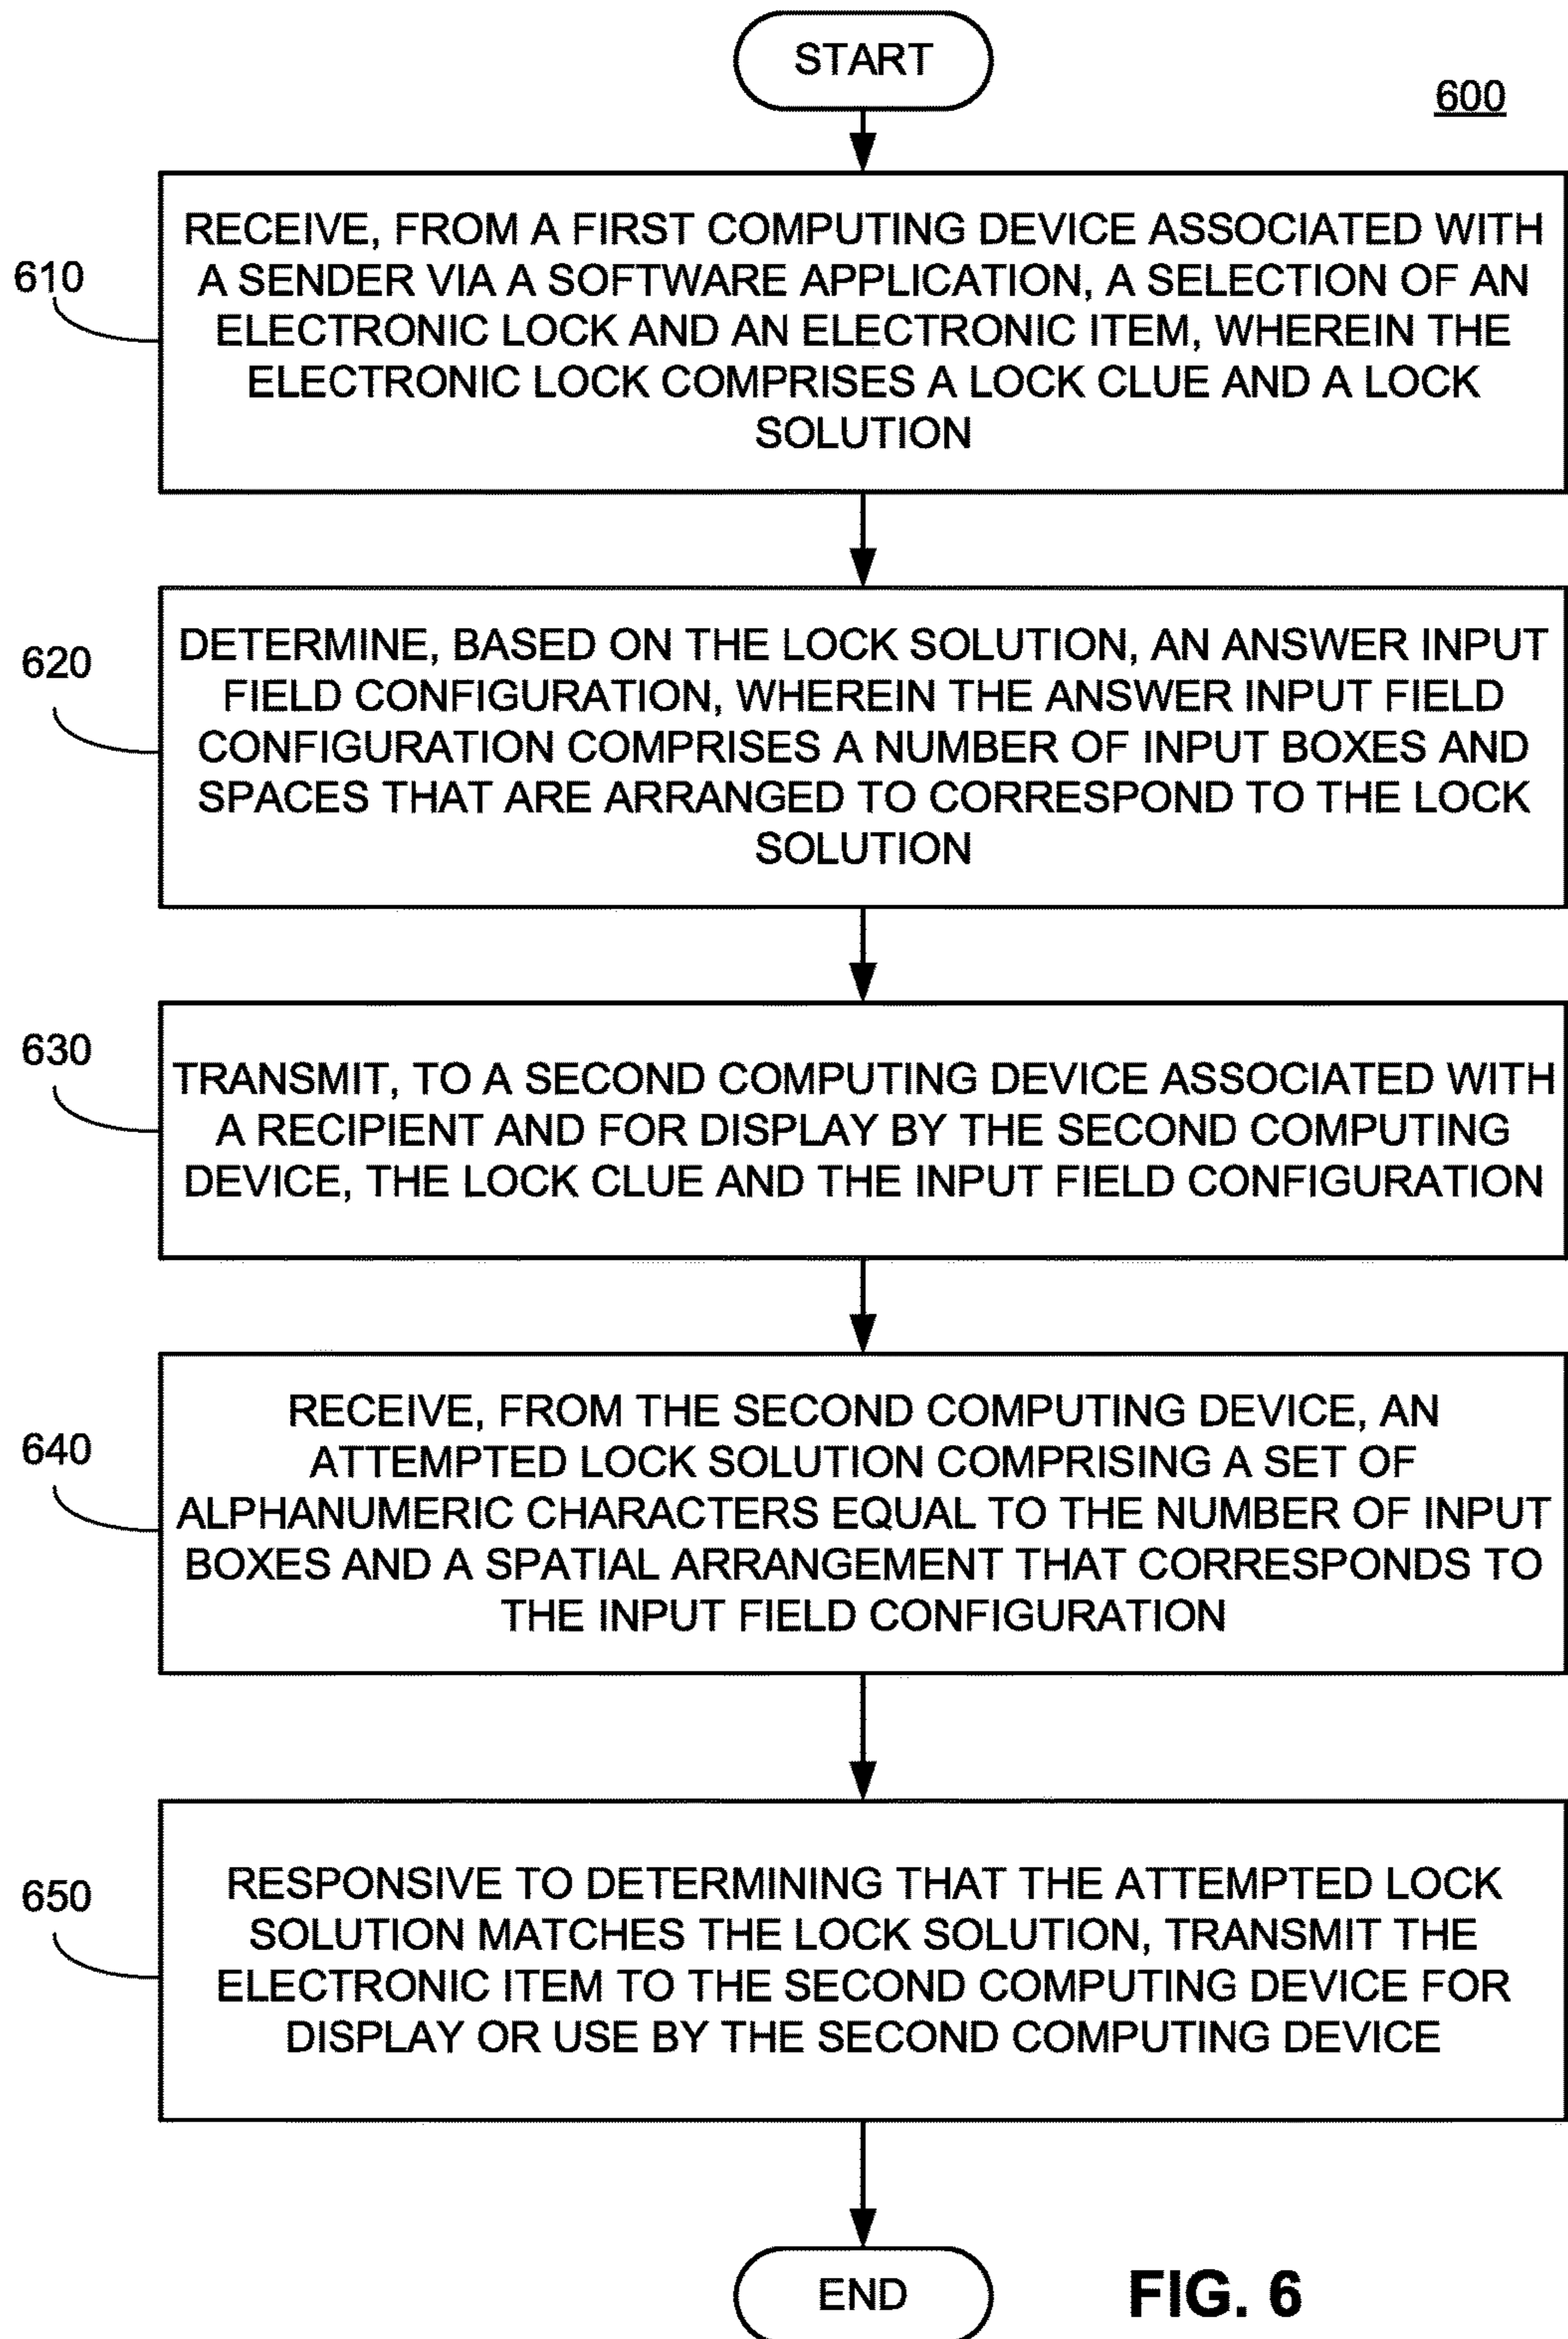 START
600
610
RECEIVE, FROM A FIRST COMPUTING DEVICE ASSOCIATED WITH
A SENDER VIA A SOFTWARE APPLICATION, A SELECTION OF AN
ELECTRONIC LOCK AND AN ELECTRONIC ITEM, WHEREIN THE
ELECTRONIC LOCK COMPRISES A LOCK CLUE AND A LOCK
SOLUTION
620
DETERMINE, BASED ON THE LOCK SOLUTION, AN ANSWER INPUT
FIELD CONFIGURATION, WHEREIN THE ANSWER INPUT FIELD
CONFIGURATION COMPRISES A NUMBER OF INPUT BOXES AND
SPACES THAT ARE ARRANGED TO CORRESPOND TO THE LOCK
SOLUTION
630
TRANSMIT, TO A SECOND COMPUTING DEVICE ASSOCIATED WITH
A RECIPIENT AND FOR DISPLAY BY THE SECOND COMPUTING
DEVICE, THE LOCK CLUE AND THE INPUT FIELD CONFIGURATION
640
RECEIVE, FROM THE SECOND COMPUTING DEVICE, AN
ATTEMPTED LOCK SOLUTION COMPRISING A SET OF
ALPHANUMERIC CHARACTERS EQUAL TO THE NUMBER OF INPUT
BOXES AND A SPATIAL ARRANGEMENT THAT CORRESPONDS TO
THE INPUT FIELD CONFIGURATION
650
RESPONSIVE TO DETERMINING THAT THE ATTEMPTED LOCK
SOLUTION MATCHES THE LOCK SOLUTION, TRANSMIT THE
ELECTRONIC ITEM TO THE SECOND COMPUTING DEVICE FOR
DISPLAY OR USE BY THE SECOND COMPUTING DEVICE
END
FIG. 6